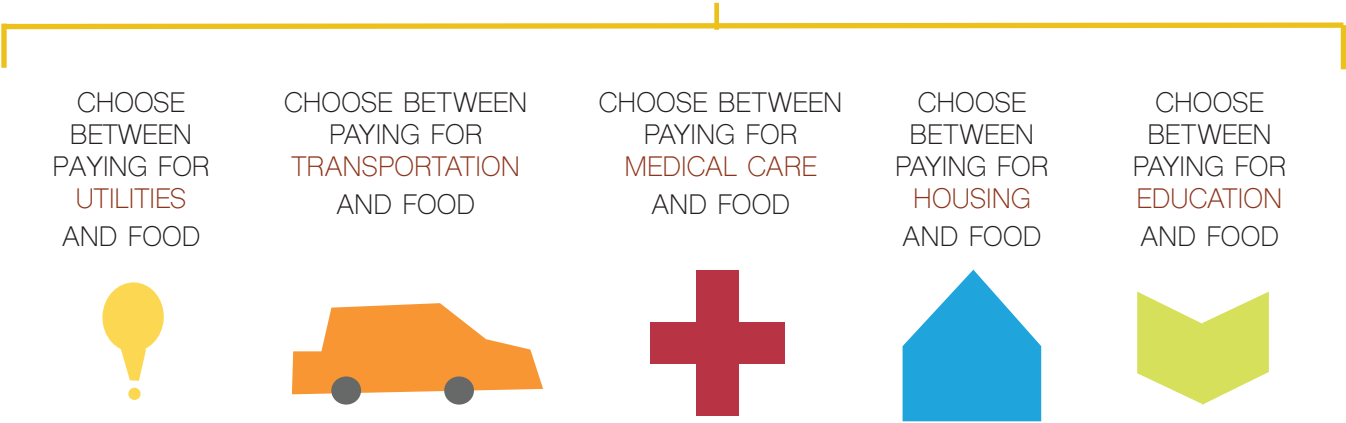 CHOOSE
BETWEEN
PAYING FOR
UTILITIES
AND FOOD
CHOOSE BETWEEN
PAYING FOR
TRANSPORTATION
AND FOOD
CHOOSE BETWEEN
PAYING FOR
MEDICAL CARE
AND FOOD
CHOOSE
BETWEEN
PAYING FOR
HOUSING
AND FOOD
CHOOSE
BETWEEN
PAYING FOR
EDUCATION
AND FOOD